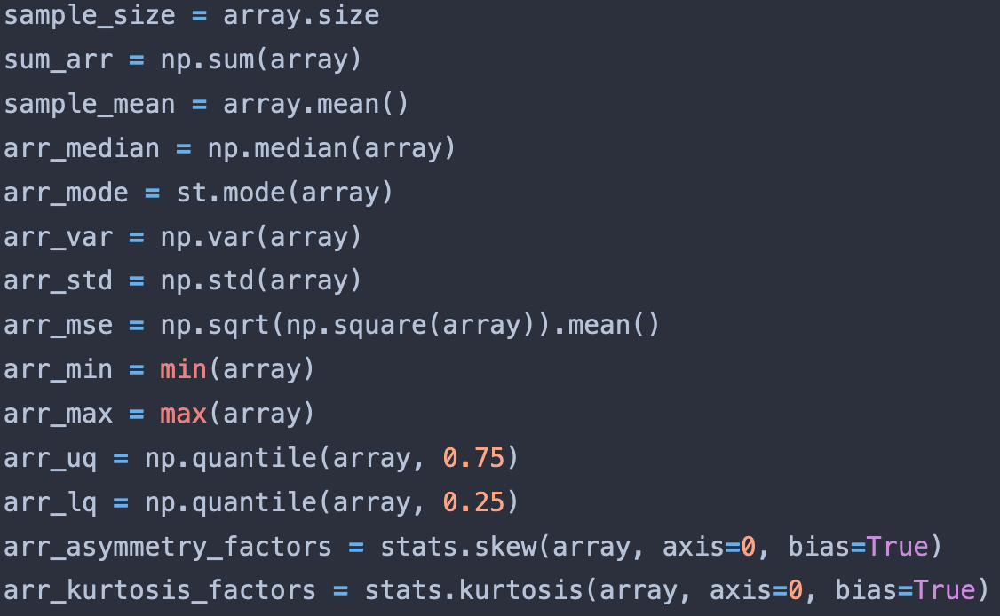 sample_size = array.size
sum_arr = np.sum(array)
sample_mean = array.mean()
arr_median = np.median(array)
arr_mode = st.mode(array)
arr_var = np.var(array)
arr_std = np.std(array)
arr_mse = np.sqrt(np.square(array)).mean()
arr_min = min(array)
arr_max = max(array)
arr_uq = np.quantile(array, 0.75)
arr_lq = np.quantile(array, 0.25)
arr_asymmetry_factors = stats.skew(array, axis=0, bias=True)
arr_kurtosis_factors = stats.kurtosis(array, axis=0, bias=True)